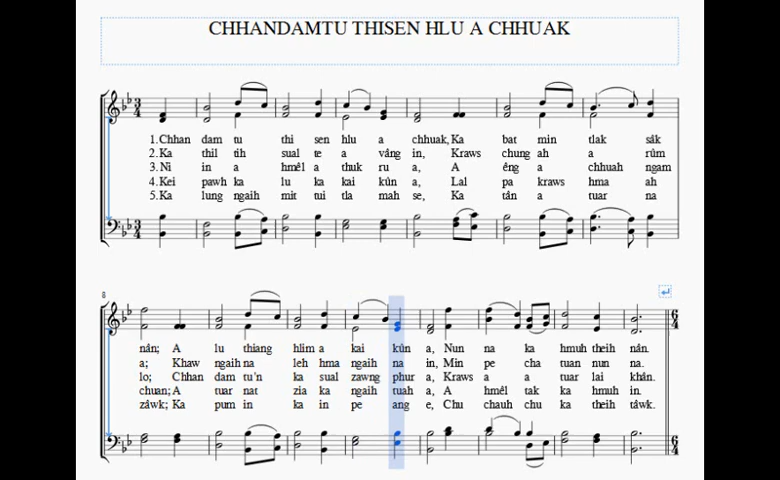 CHHANDAMTU THISEN HLU A CHHUAK
1. Chhan dam tu thi sen hlu a chhuak, Ka bat min tlak sâk
2. Ka thil tih sual te a vâng in, Kraws chung ah a rûm
3. Ni in a hmêl a thuk ru a, A êng a chhuah ngam
4. Kei pawh ka lu ka kai kûn a, Lal pa kraws hma ah
5. Ka lung ngaih mit tui tla mah se, Ka tân a tuar na
8
nân; A lu thiang hlim a kai kûn a, Nun na ka hmuh theih nân.
a; Khaw ngaih na leh hma ngaih na in, Min pe cha tuan nun na.
lo; Chhan dam tu'n ka sual zawng phur a, Kraws a a tuar lai khân.
chuan; A tuar nat zia ka ngaih tuah a, A hmêl tak ka hmuh in.
zâwk; Ka pum in ka in pe ang e, Chu chauh chu ka theih tâwk.